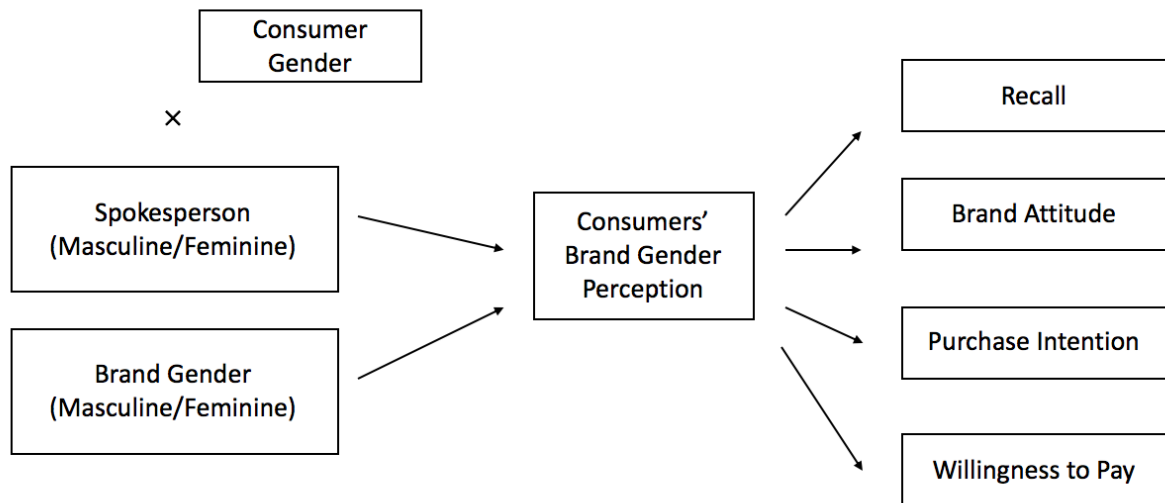 Consumer
Gender
×
Spokesperson
(Masculine/Feminine)
Brand Gender
(Masculine/Feminine)
Consumers’
Brand Gender
Perception
Recall
Brand Attitude
Purchase Intention
Willingness to Pay